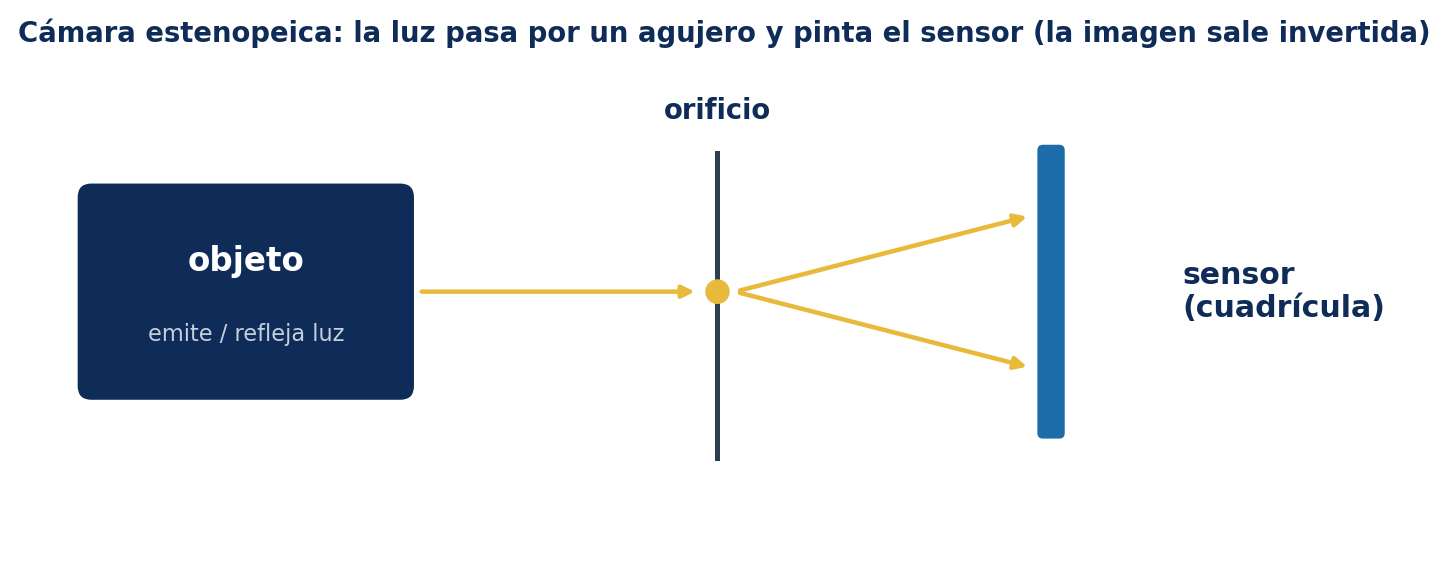 Cámara estenopeica: la luz pasa por un agujero y pinta el sensor (la imagen sale invertida)
orificio
objeto
emite / refleja luz
sensor
(cuadrícula)